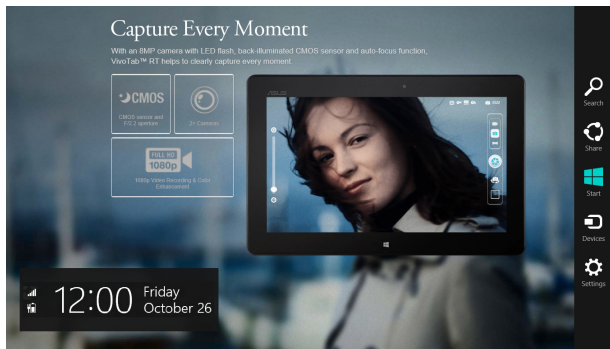 Capture Every Moment
With an 8MP camera with LED flash, back-illuminated CMOS sensor and auto-focus function,
VivoTab™ RT helps to clearly capture every moment.
CMOS
CMOS sensor and
F/2.2 aperture
2+ Cameras
FULL HD
1080p
1080p Video Recording & Color
Enhancement
ASUS
Search
Share
Start
Devices
Settings
12:00
Friday
October 26